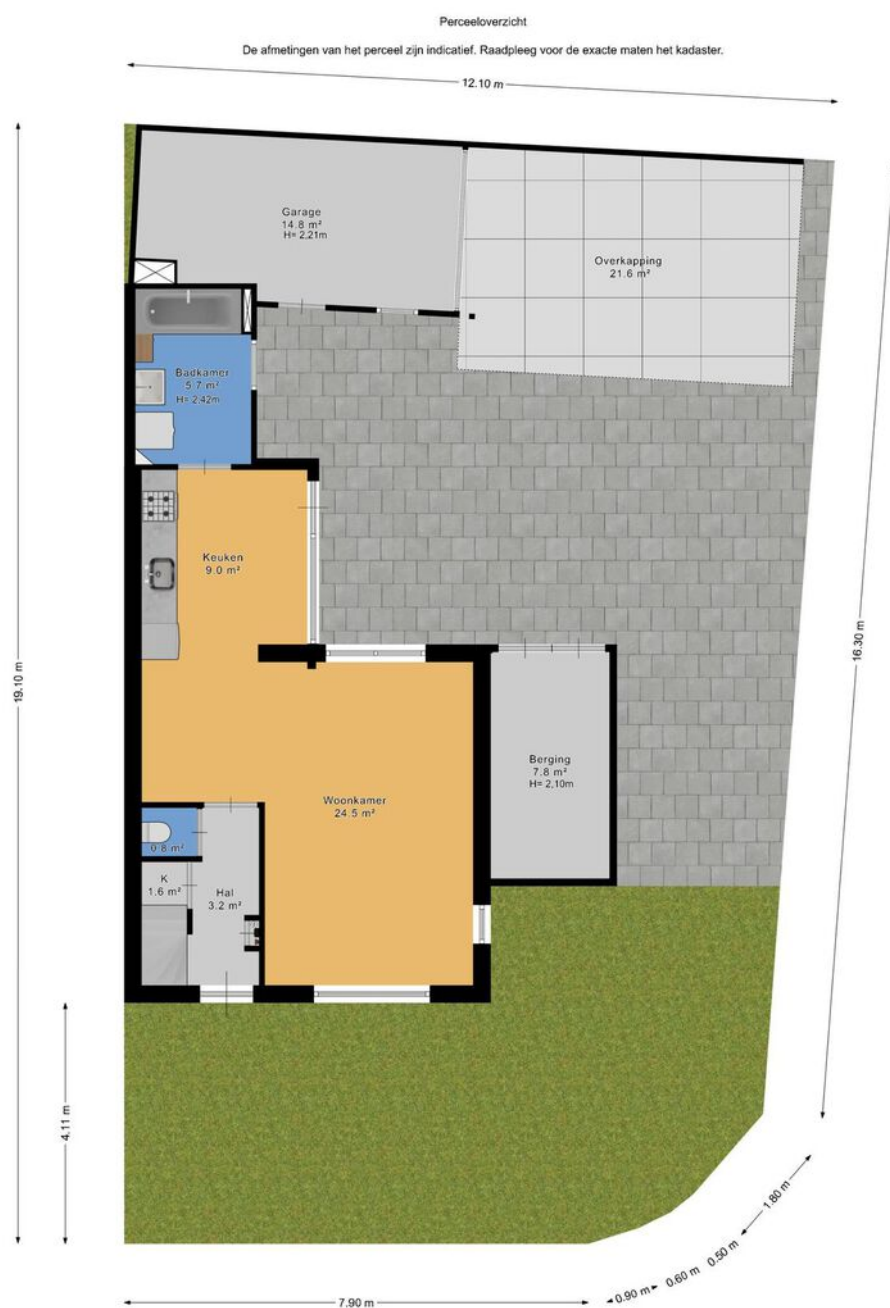 Perceeloverzicht
De afmetingen van het perceel zijn indicatief. Raadpleeg voor de exacte maten het kadaster.
12.10 m
Garage
14.8 m²
H= 2,21m
Overkapping
21.6 m²
Badkamer
5.7 m²
H= 2,42m
Keuken
9.0 m²
19.10 m
16.30 m
Berging
7.8 m²
H= 2,10m
Woonkamer
24.5 m²
0.8 m²
K
1.6 m²
Hal
3.2 m²
4.11 m
1.80 m
0.50 m
0.60 m
0.90 m
7.90 m